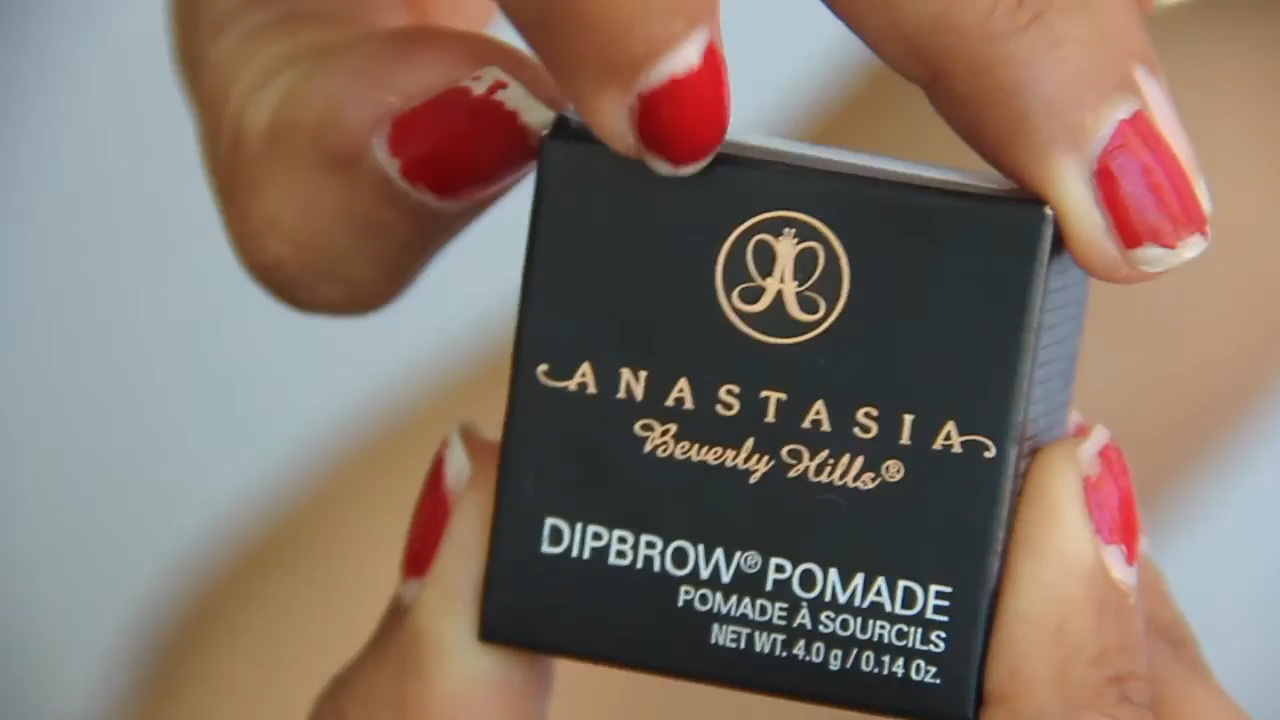 ANASTASIA
Beverly Hills®
DIPBROW® POMADE
POMADE À SOURCILS
NET WT. 4.0 g / 0.14 Oz.